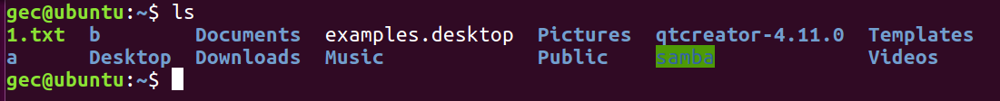 gec@ubuntu:~$ ls
1.txt  b        Documents  examples.desktop  Pictures  qtcreator-4.11.0  Templates
a      Desktop  Downloads  Music             Public    samba             Videos
gec@ubuntu:~$